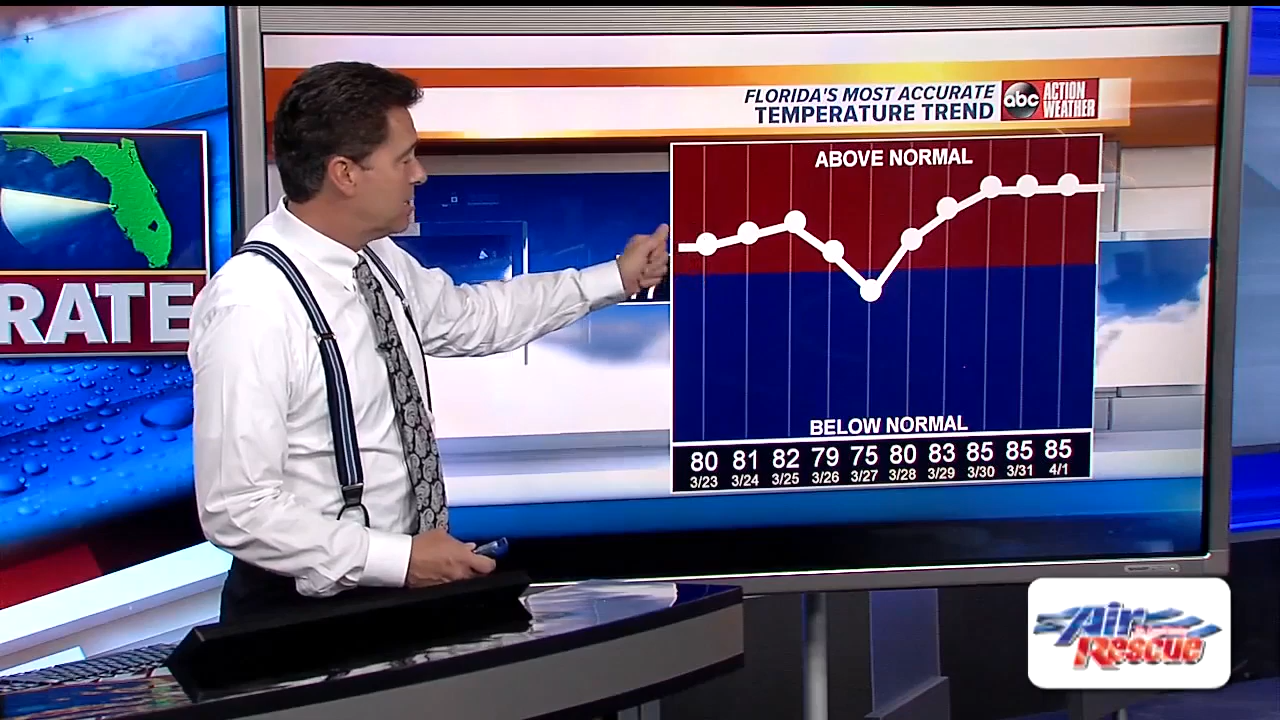 RATE
FLORIDA'S MOST ACCURATE
TEMPERATURE TREND
abc
ACTION
WEATHER
ABOVE NORMAL
BELOW NORMAL
80 81 82 79 75 80 83 85 85 85
3/23 3/24 3/25 3/26 3/27 3/28 3/29 3/30 3/31 4/1
Air
Rescue